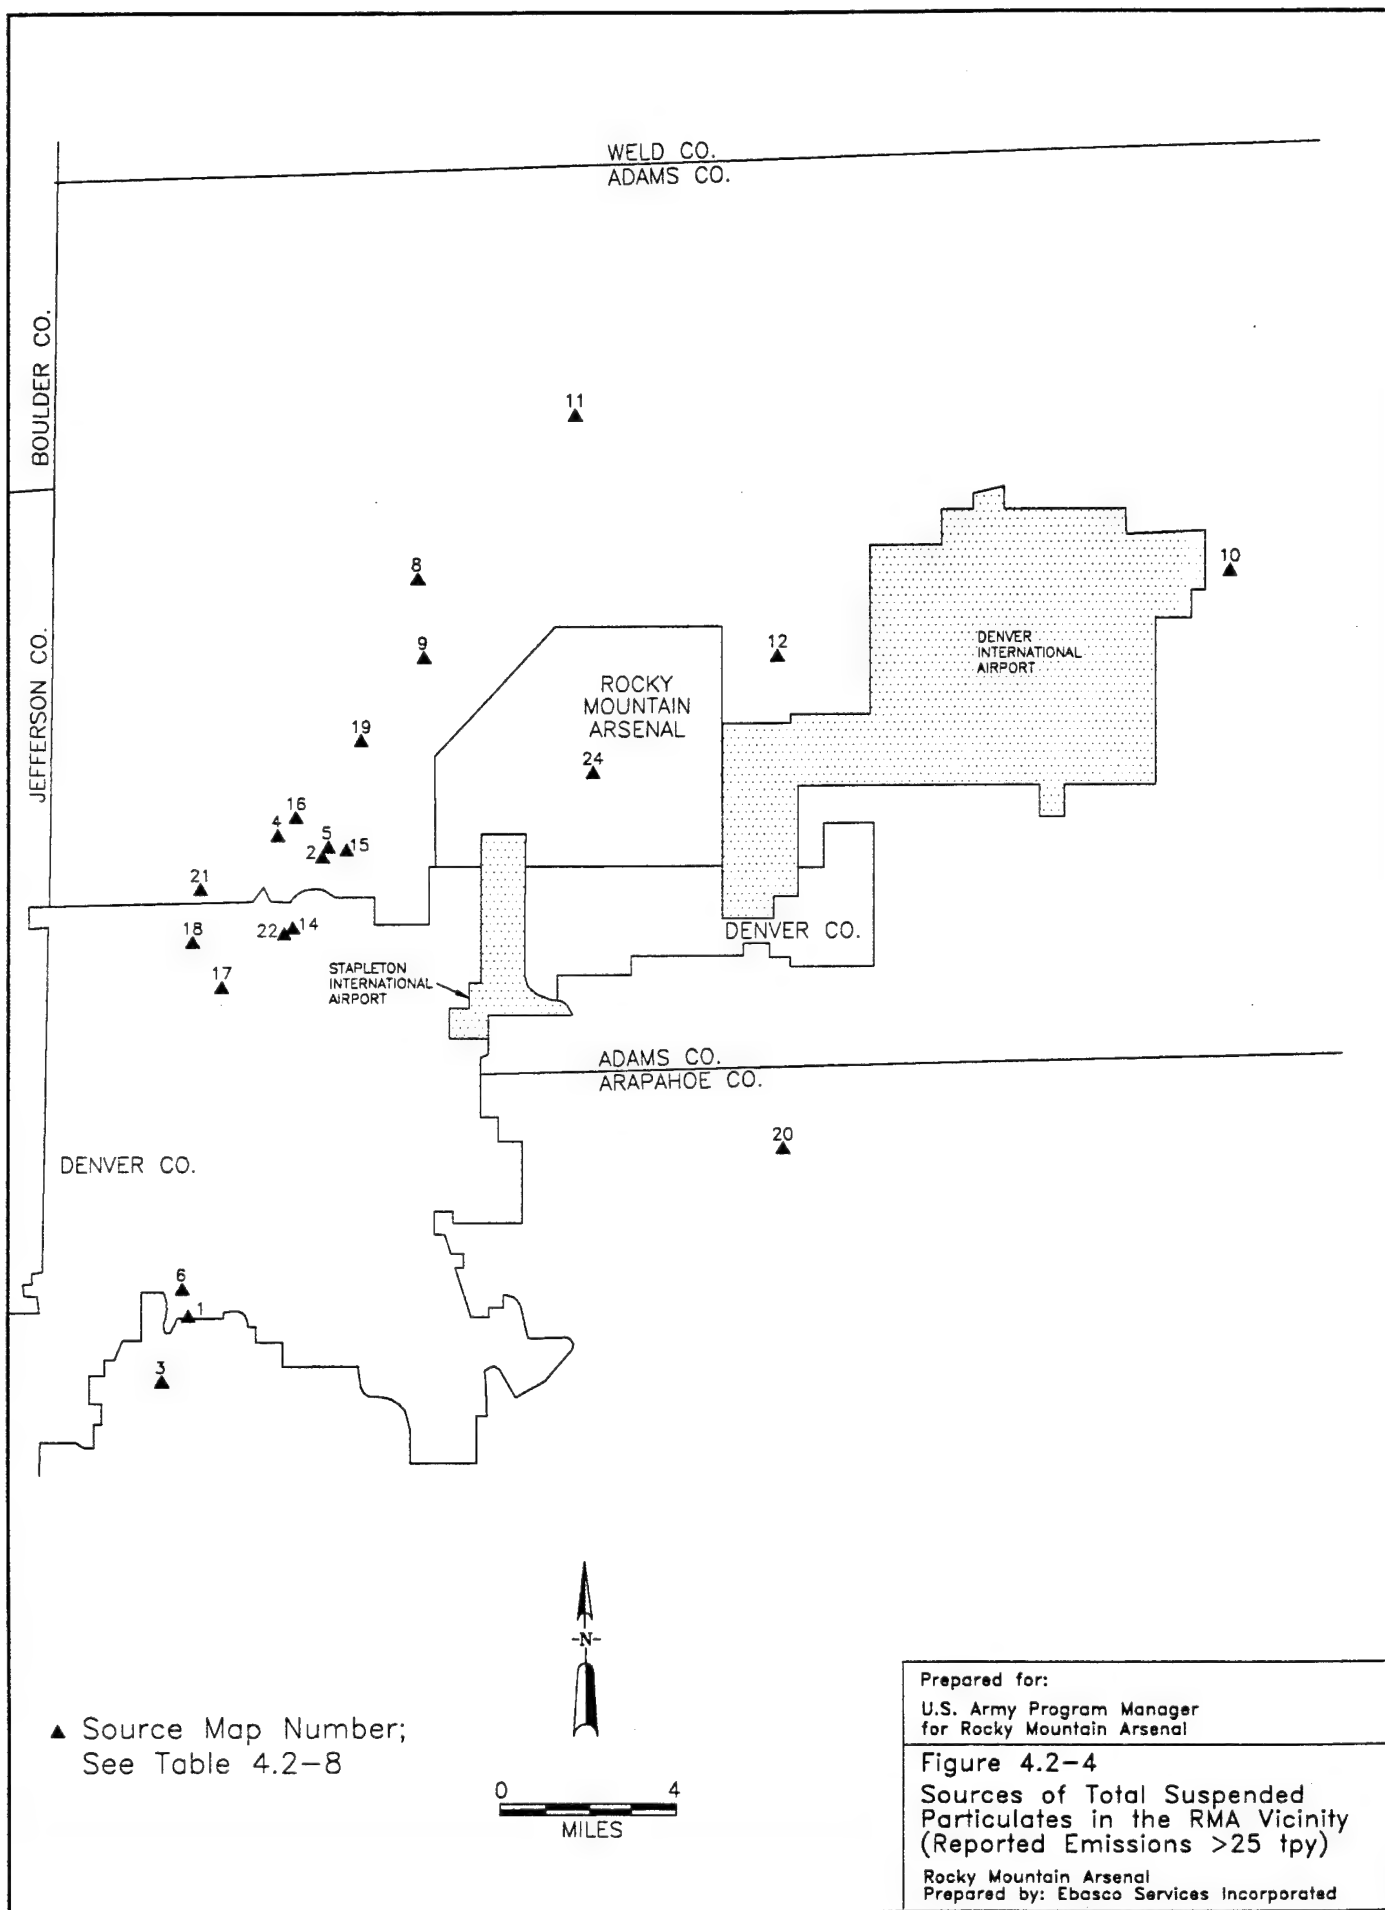 WELD CO.
ADAMS CO.
BOULDER CO.
JEFFERSON CO.
11
8
10
9
12
DENVER
INTERNATIONAL
AIRPORT
ROCKY
MOUNTAIN
ARSENAL
19
24
16
4
5
2
15
21
18
22
14
17
DENVER CO.
STAPLETON
INTERNATIONAL
AIRPORT
ADAMS CO.
ARAPAHOE CO.
20
DENVER CO.
6
1
3
-N-
▲ Source Map Number;
See Table 4.2-8
0 4
MILES
Prepared for:
U.S. Army Program Manager
for Rocky Mountain Arsenal
Figure 4.2-4
Sources of Total Suspended
Particulates in the RMA Vicinity
(Reported Emissions >25 tpy)
Rocky Mountain Arsenal
Prepared by: Ebasco Services Incorporated